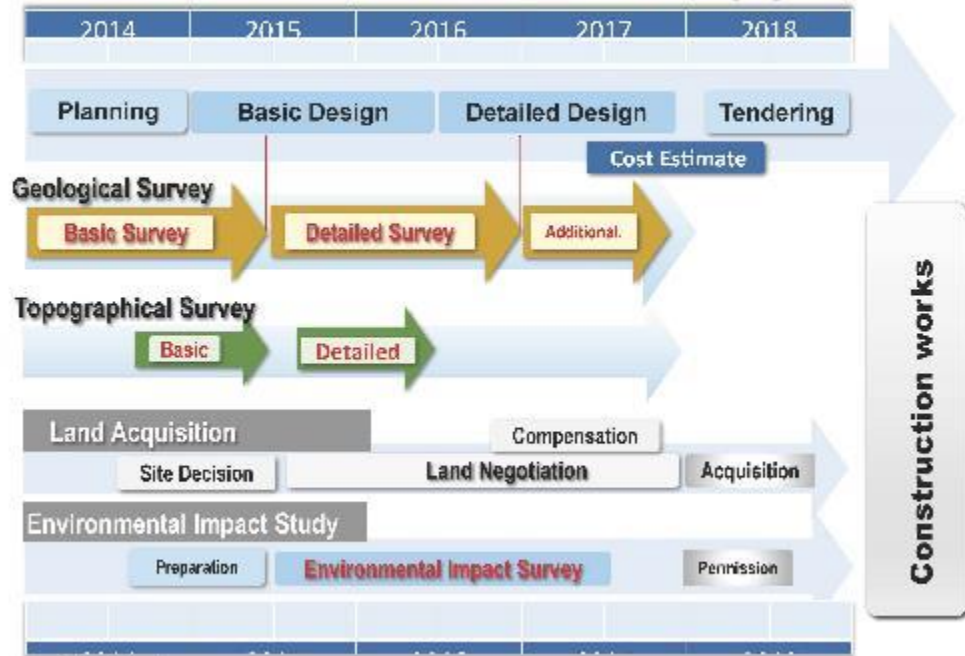 2014 2015 2016 2017 2018
Planning Basic Design Detailed Design Tendering
Cost Estimate
Geological Survey
Basic Survey Detailed Survey Additional.
Topographical Survey
Basic Detailed
Land Acquisition
Compensation
Site Decision Land Negotiation Acquisition
Environmental Impact Study
Preparation Environmental Impact Survey Permission
Construction works